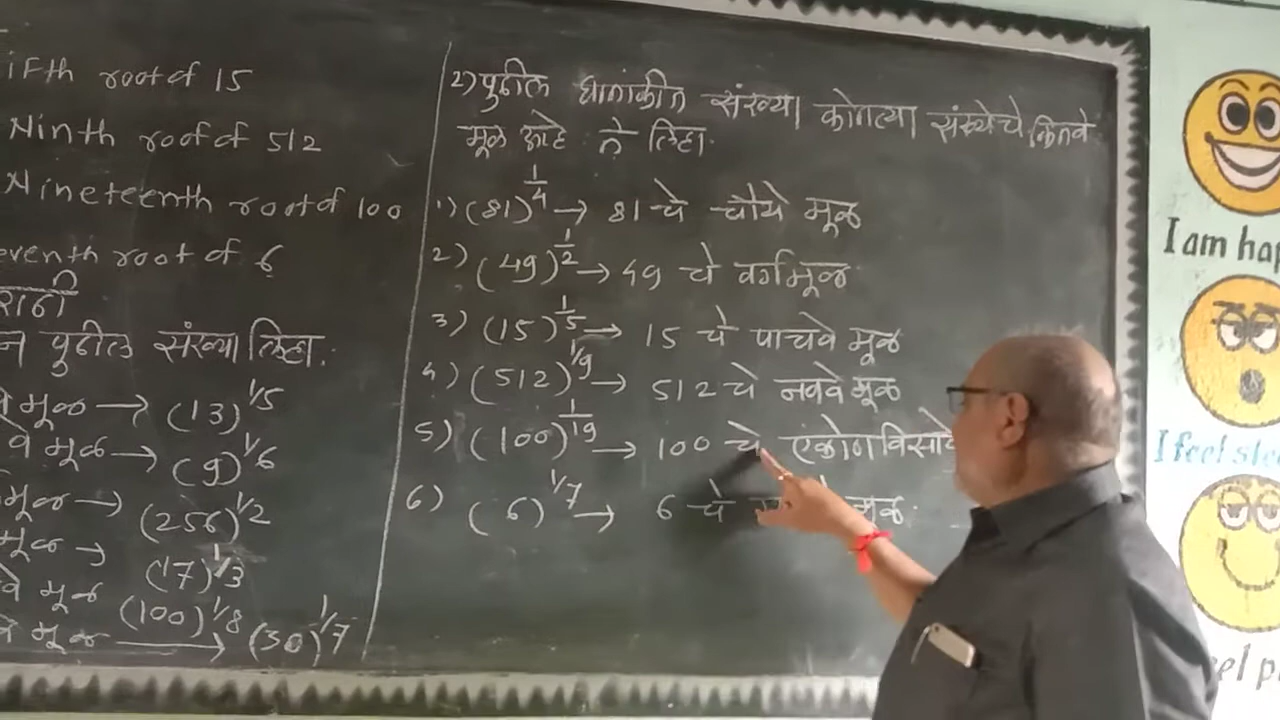 iFth root of 15
Ninth root of 512
Nineteenth root of 100
eventh root of 6
न पुढील संख्या लिहा.
मूळ → (13)^1/5
वे मूळ → (9)^1/6
मूळ → (256)^1/2
मूळ → (17)^1/3
वे मूळ (100)^1/8
वे मूळ → (30)^1/7
2) पुढील घातांकीत संख्या कोणत्या संख्येचे कितवे
मूळ आहे ते लिहा.
1) (81)^1/4 → 81 चे चौथे मूळ
2) (49)^1/2 → 49 चे वर्गमूळ
3) (15)^1/5 → 15 चे पाचवे मूळ
4) (512)^1/9 → 512 चे नववे मूळ
5) (100)^1/19 → 100 चे एकोणविसावे
6) (6)^1/7 → 6 चे मूळ.
I am hap
I feel slee
eel p